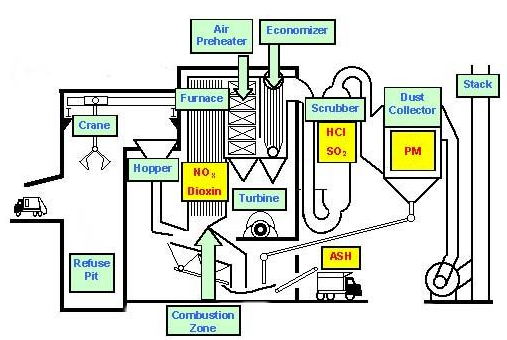 Air
Preheater
Economizer
Furnace
Scrubber
Dust
Collector
Stack
Crane
HCl
SO₂
PM
Hopper
NOx
Dioxin
Turbine
Refuse
Pit
ASH
Combustion
Zone